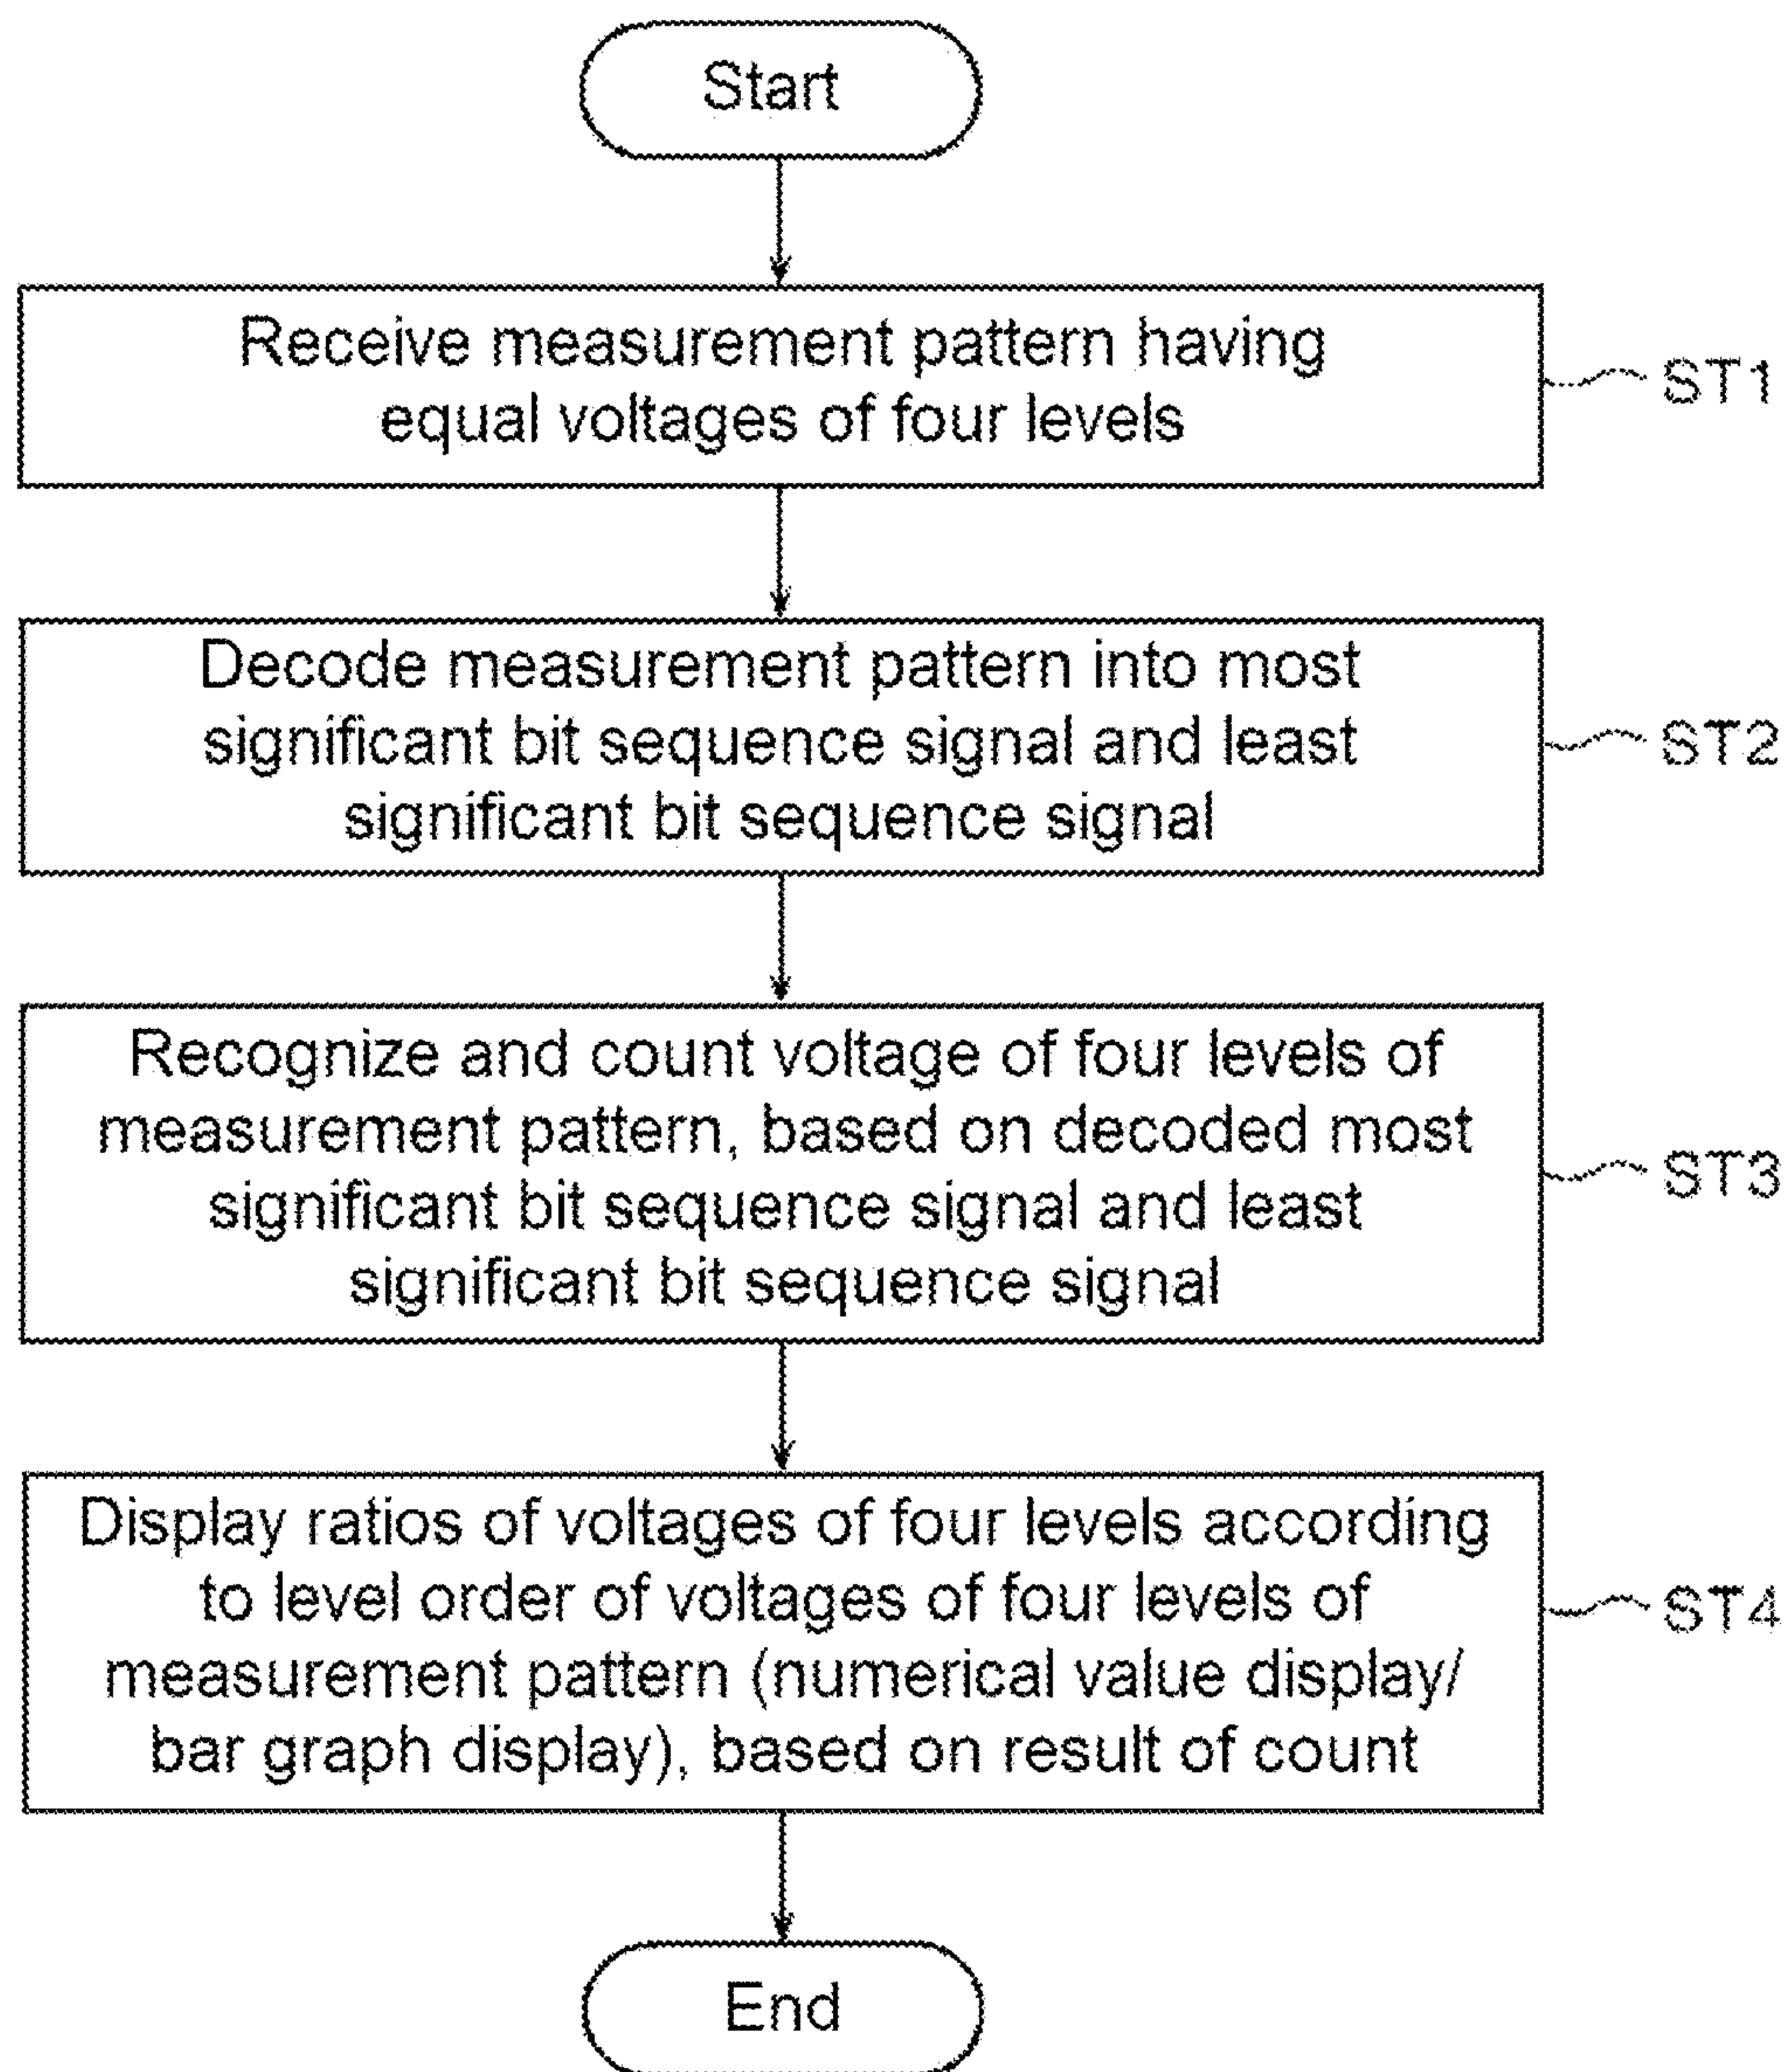 Start
Receive measurement pattern having
equal voltages of four levels
ST1
Decode measurement pattern into most
significant bit sequence signal and least
significant bit sequence signal
ST2
Recognize and count voltage of four levels of
measurement pattern, based on decoded most
significant bit sequence signal and least
significant bit sequence signal
ST3
Display ratios of voltages of four levels according
to level order of voltages of four levels of
measurement pattern (numerical value display/
bar graph display), based on result of count
ST4
End